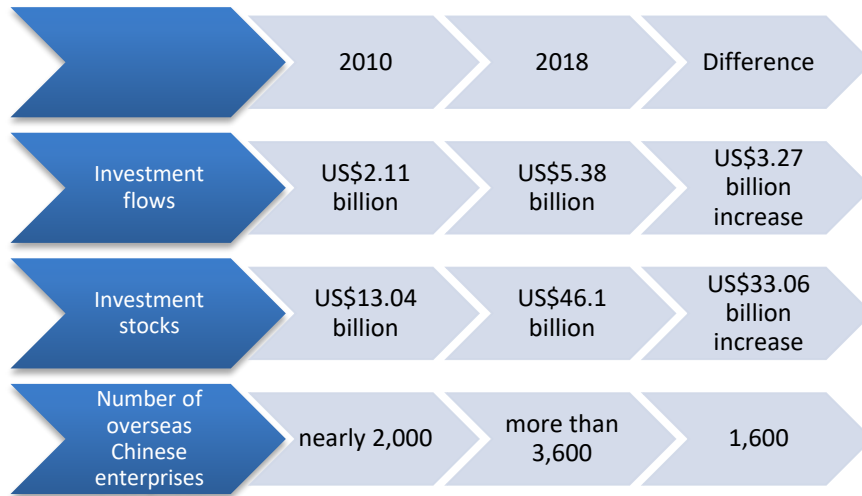 2010
2018
Difference
Investment
flows
US$2.11
billion
US$5.38
billion
US$3.27
billion
increase
Investment
stocks
US$13.04
billion
US$46.1
billion
US$33.06
billion
increase
Number of
overseas
Chinese
enterprises
nearly 2,000
more than
3,600
1,600